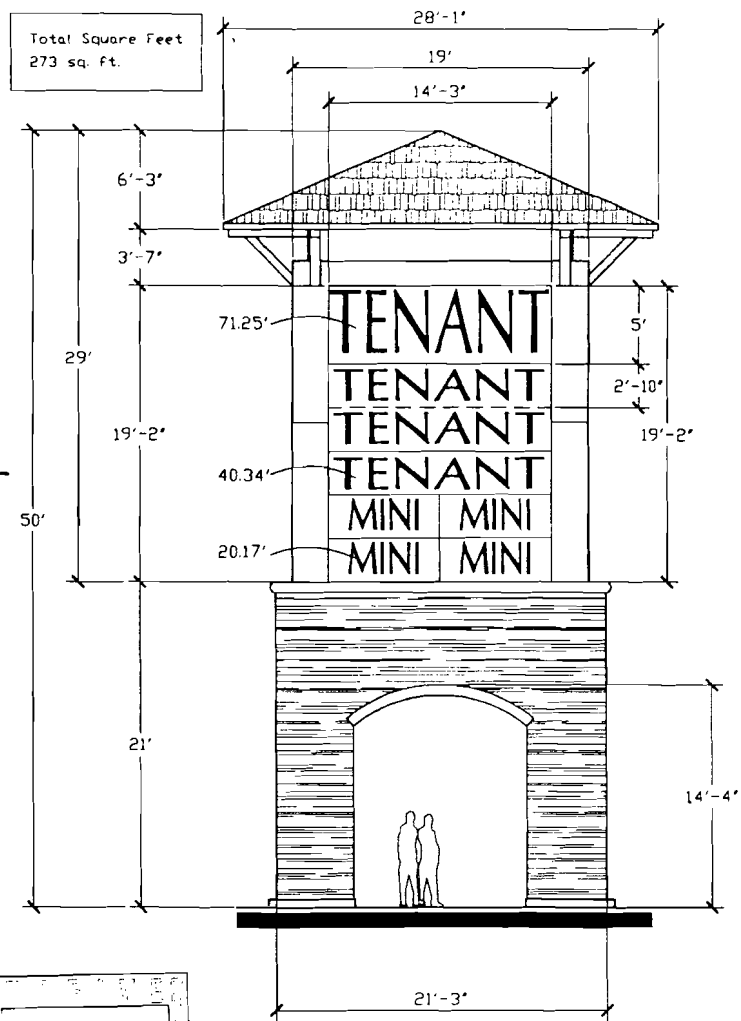 Total Square Feet
273 sq. ft.
28'-1"
19'
14'-3"
6'-3"
3'-7"
29'
19'-2"
50'
21'
71.25'
TENANT
5'
TENANT
2'-10"
TENANT
19'-2"
40.34'
TENANT
MINI MINI
20.17'
MINI MINI
14'-4"
21'-3"